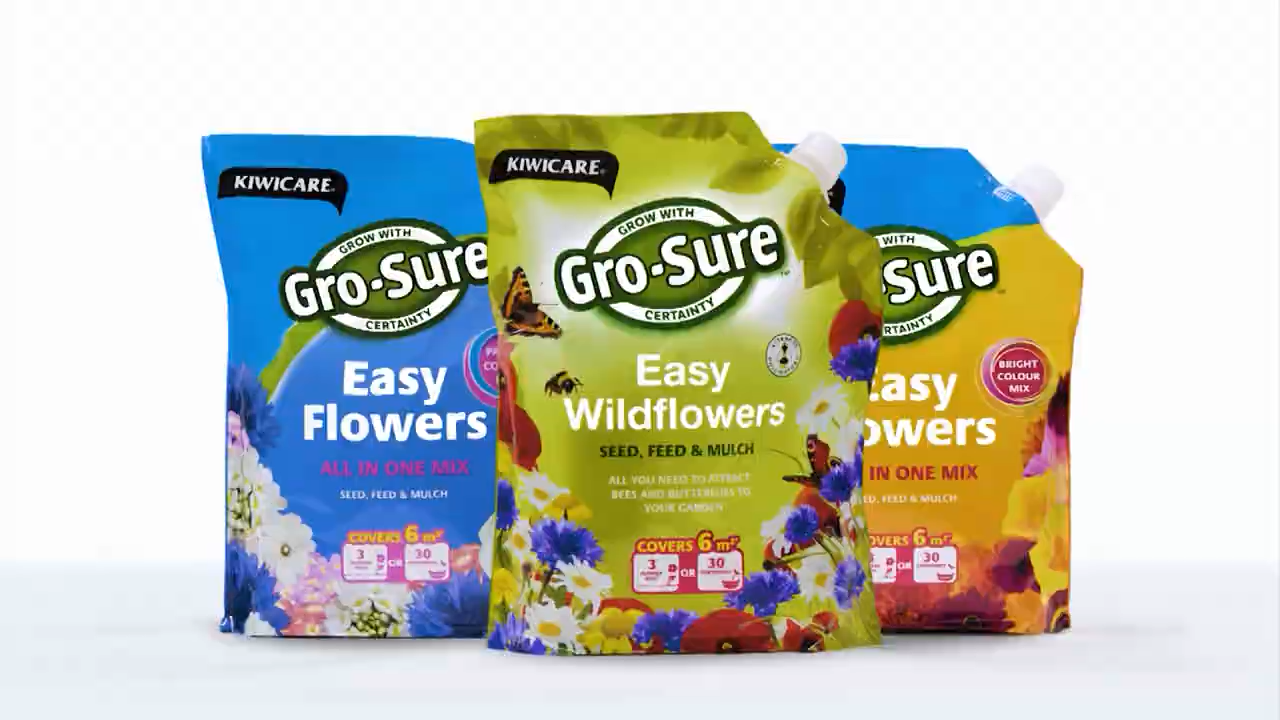 KIWICARE
GROW WITH
Gro-Sure
CERTAINTY
Easy
Flowers
ALL IN ONE MIX
SEED, FEED & MULCH
COVERS 6 m²
3
OR
30
KIWICARE
GROW WITH
Gro-Sure™
CERTAINTY
Easy
Wildflowers
SEED, FEED & MULCH
ALL YOU NEED TO ATTRACT
BEES AND BUTTERFLIES TO
YOUR GARDEN
COVERS 6 m²
3
OR
30
WITH
Sure
RTAINTY
BRIGHT
COLOUR
MIX
Easy
owers
IN ONE MIX
ED, FEED & MULCH
OVERS 6 m²
OR
30